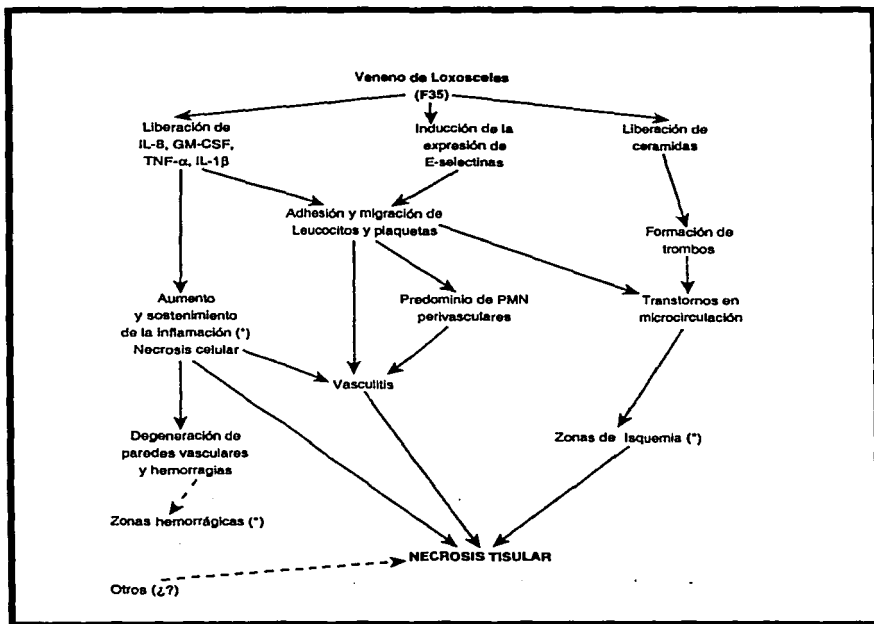 Veneno de Loxosceles
(F35)
Liberación de
IL-8, GM-CSF,
TNF-α, IL-1β
Inducción de la
expresión de
E-selectinas
Liberación de
ceramidas
Adhesión y migración de
Leucocitos y plaquetas
Formación de
trombos
Aumento
y sostenimiento
de la inflamación (*)
Necrosis celular
Predominio de PMN
perivasculares
Transtornos en
microcirculación
Vasculitis
Degeneración de
paredes vasculares
y hemorragias
Zonas de Isquemia (*)
Zonas hemorrágicas (*)
NECROSIS TISULAR
Otros (¿?)